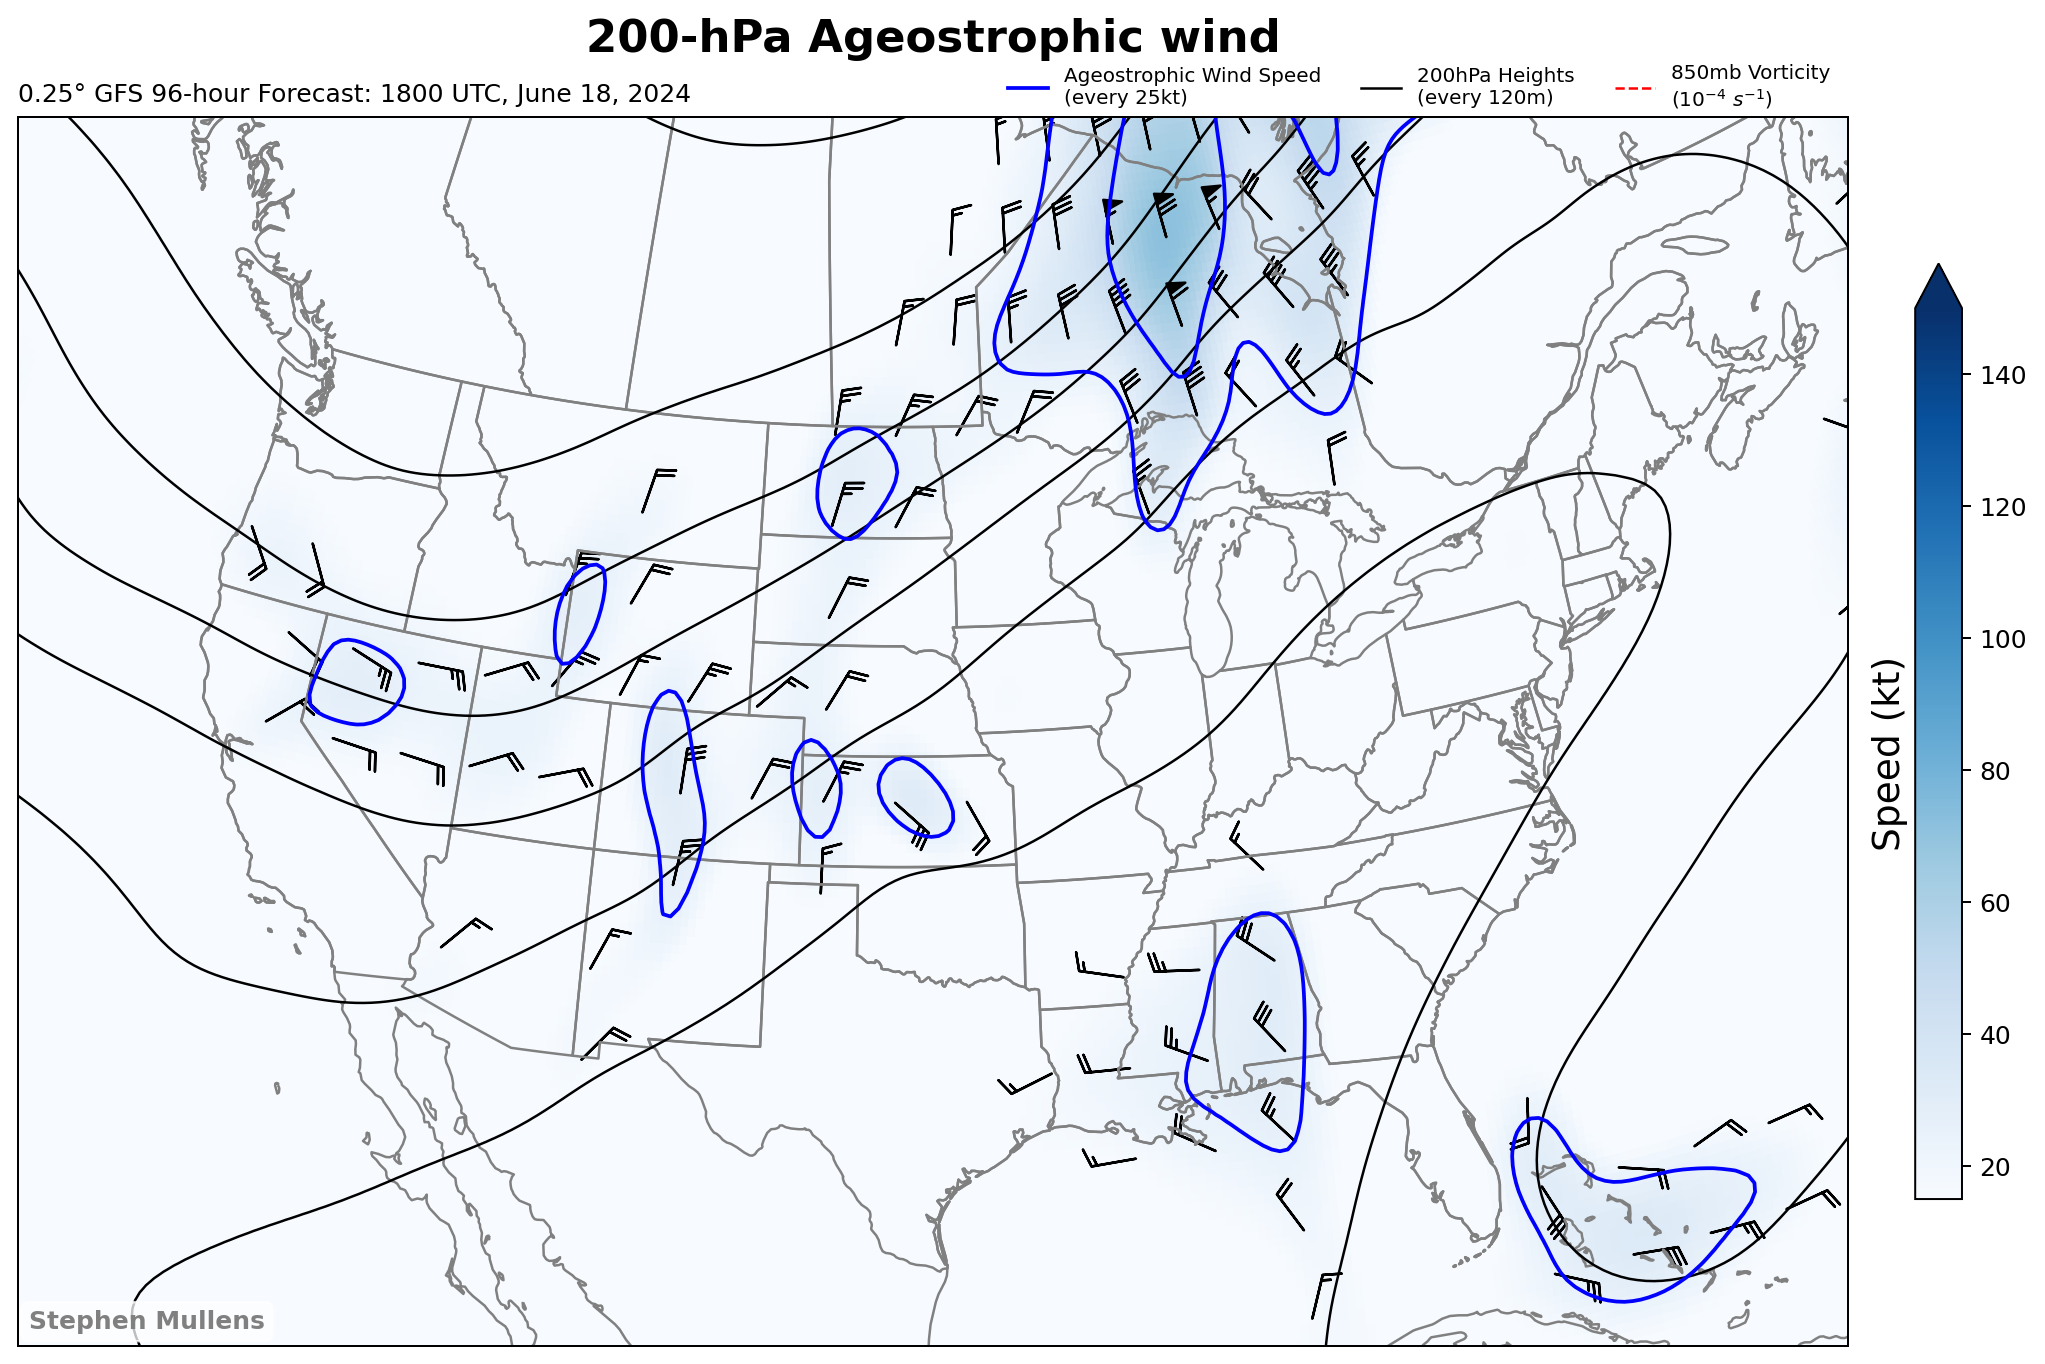 200-hPa Ageostrophic wind
0.25° GFS 96-hour Forecast: 1800 UTC, June 18, 2024
Ageostrophic Wind Speed
(every 25kt)
200hPa Heights
(every 120m)
850mb Vorticity
(10⁻⁴ s⁻¹)
140
120
100
80
60
40
20
Speed (kt)
Stephen Mullens